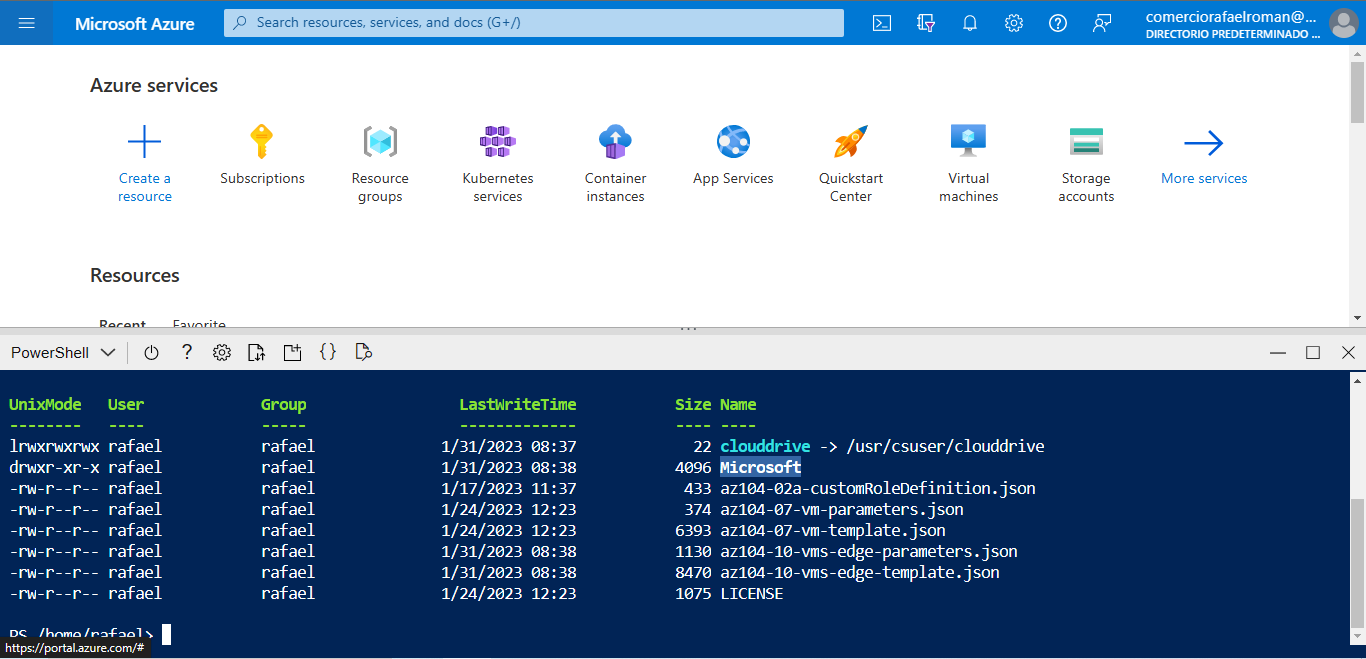 Microsoft Azure
Search resources, services, and docs (G+/)
comerciorafaelroman@...
DIRECTORIO PREDETERMINADO ...
Azure services
Create a resource
Subscriptions
Resource groups
Kubernetes services
Container instances
App Services
Quickstart Center
Virtual machines
Storage accounts
More services
Resources
Recent Favorite
PowerShell
UnixMode User Group LastWriteTime Size Name
-------- ---- ----- ------------- ---- ----
lrwxrwxrwx rafael rafael 1/31/2023 08:37 22 clouddrive -> /usr/csuser/clouddrive
drwxr-xr-x rafael rafael 1/31/2023 08:38 4096 Microsoft
-rw-r--r-- rafael rafael 1/17/2023 11:37 433 az104-02a-customRoleDefinition.json
-rw-r--r-- rafael rafael 1/24/2023 12:23 374 az104-07-vm-parameters.json
-rw-r--r-- rafael rafael 1/24/2023 12:23 6393 az104-07-vm-template.json
-rw-r--r-- rafael rafael 1/31/2023 08:38 1130 az104-10-vms-edge-parameters.json
-rw-r--r-- rafael rafael 1/31/2023 08:38 8470 az104-10-vms-edge-template.json
-rw-r--r-- rafael rafael 1/24/2023 12:23 1075 LICENSE
PS /home/rafael>
https://portal.azure.com/#